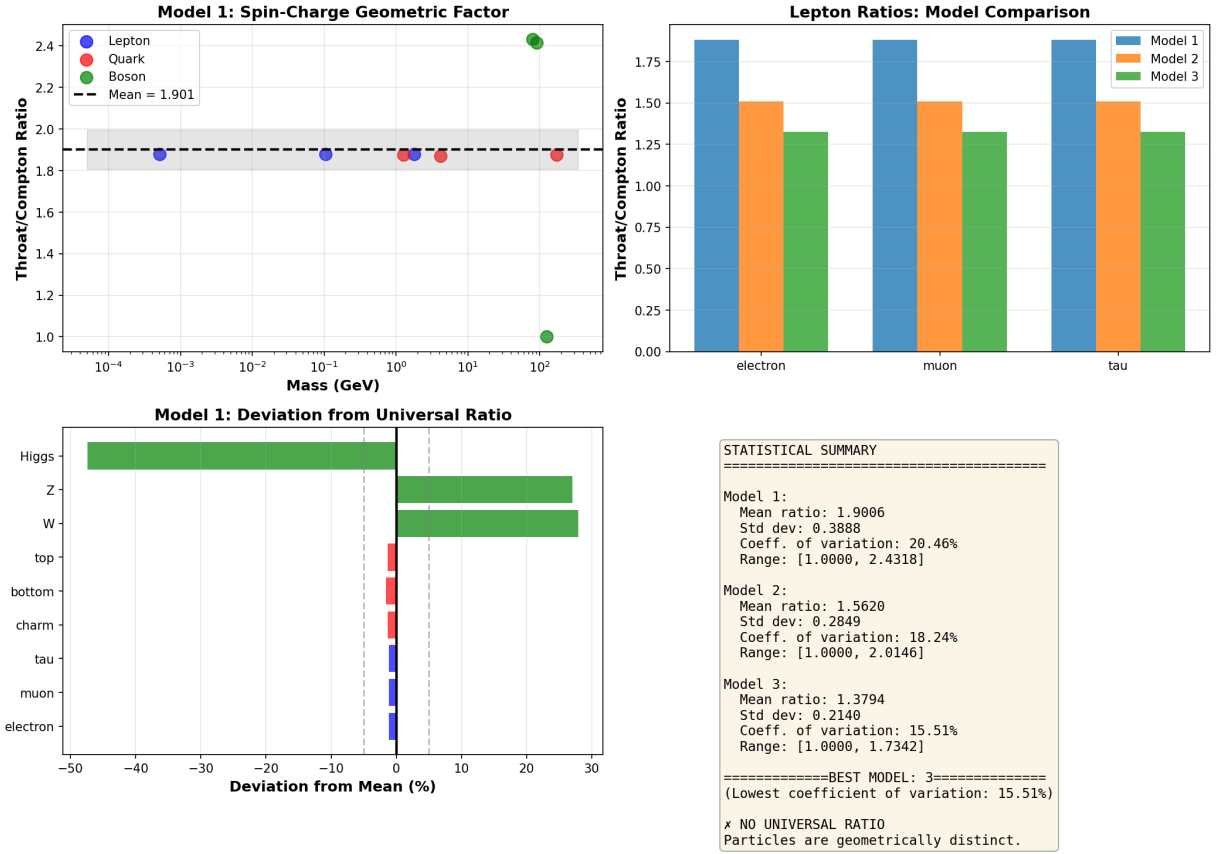 Model 1: Spin-Charge Geometric Factor
Throat/Compton Ratio
2.4
2.2
2.0
1.8
1.6
1.4
1.2
1.0
Lepton
Quark
Boson
Mean = 1.901
10⁻⁴
10⁻³
10⁻²
10⁻¹
10⁰
10¹
10²
Mass (GeV)
Lepton Ratios: Model Comparison
Throat/Compton Ratio
1.75
1.50
1.25
1.00
0.75
0.50
0.25
0.00
Model 1
Model 2
Model 3
electron
muon
tau
Model 1: Deviation from Universal Ratio
Higgs
Z
W
top
bottom
charm
tau
muon
electron
−50
−40
−30
−20
−10
0
10
20
30
Deviation from Mean (%)
STATISTICAL SUMMARY
========================================
Model 1:
Mean ratio: 1.9006
Std dev: 0.3888
Coeff. of variation: 20.46%
Range: [1.0000, 2.4318]
Model 2:
Mean ratio: 1.5620
Std dev: 0.2849
Coeff. of variation: 18.24%
Range: [1.0000, 2.0146]
Model 3:
Mean ratio: 1.3794
Std dev: 0.2140
Coeff. of variation: 15.51%
Range: [1.0000, 1.7342]
=============BEST MODEL: 3==============
(Lowest coefficient of variation: 15.51%)
✗ NO UNIVERSAL RATIO
Particles are geometrically distinct.